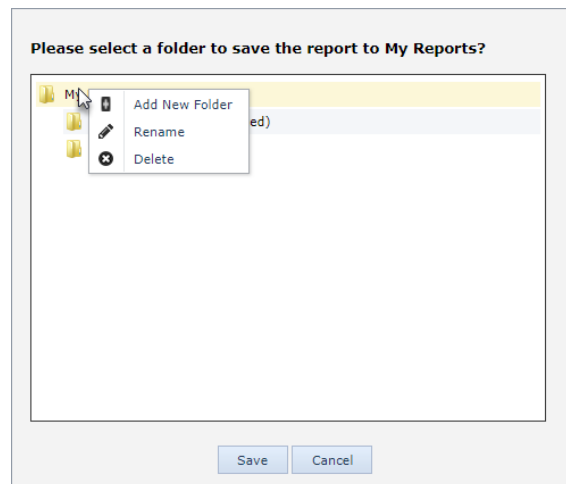 Please select a folder to save the report to My Reports?
My
Add New Folder
ed)
Rename
Delete
Save Cancel